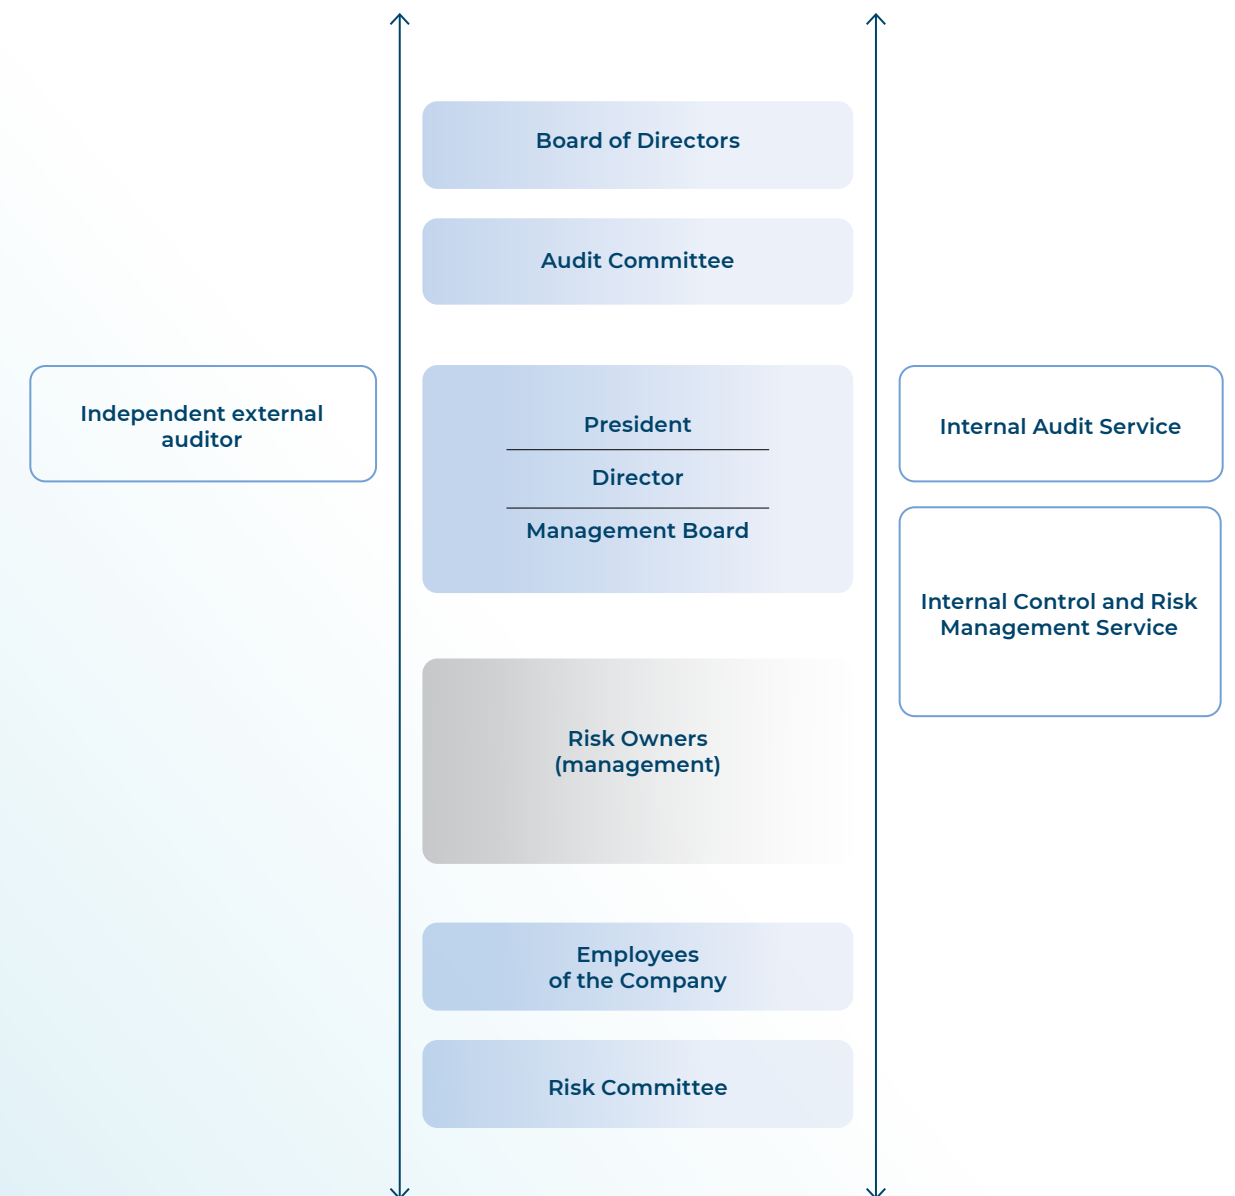 Board of Directors
Audit Committee
Independent external
auditor
President
Director
Management Board
Internal Audit Service
Internal Control and Risk
Management Service
Risk Owners
(management)
Employees
of the Company
Risk Committee